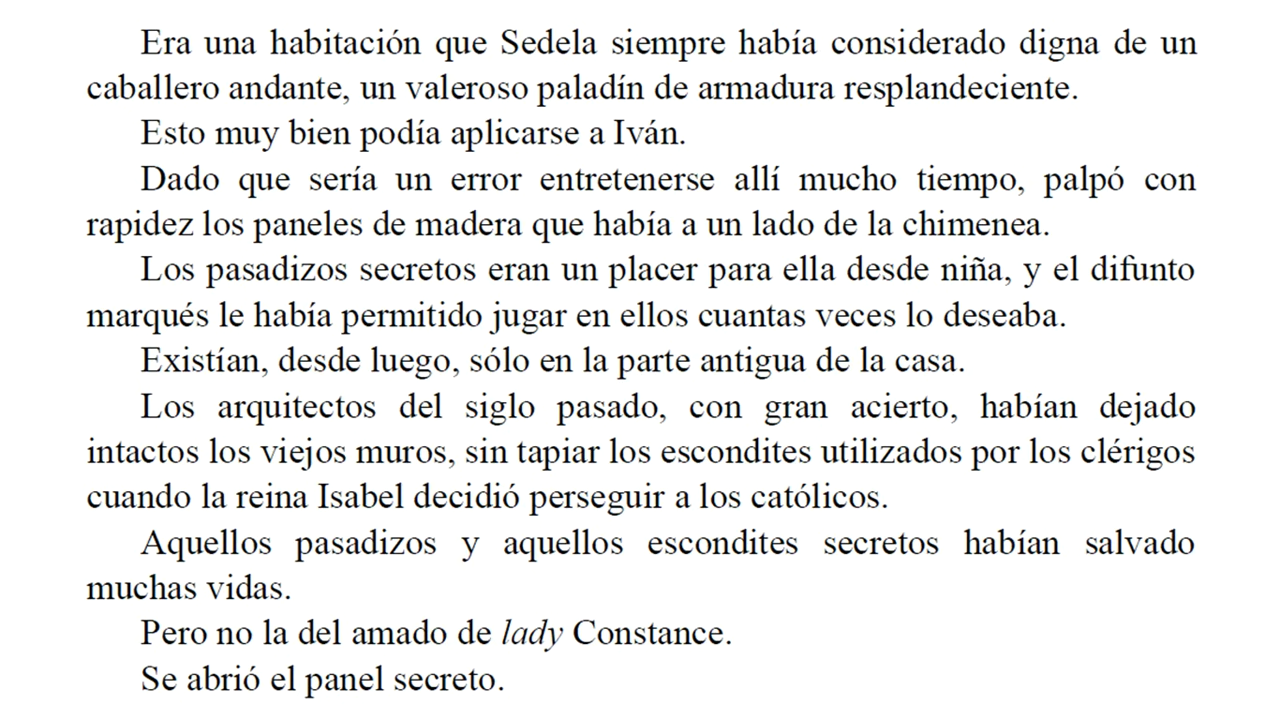 Era una habitación que Sedela siempre había considerado digna de un
caballero andante, un valeroso paladín de armadura resplandeciente.
Esto muy bien podía aplicarse a Iván.
Dado que sería un error entretenerse allí mucho tiempo, palpó con
rapidez los paneles de madera que había a un lado de la chimenea.
Los pasadizos secretos eran un placer para ella desde niña, y el difunto
marqués le había permitido jugar en ellos cuantas veces lo deseaba.
Existían, desde luego, sólo en la parte antigua de la casa.
Los arquitectos del siglo pasado, con gran acierto, habían dejado
intactos los viejos muros, sin tapiar los escondites utilizados por los clérigos
cuando la reina Isabel decidió perseguir a los católicos.
Aquellos pasadizos y aquellos escondites secretos habían salvado
muchas vidas.
Pero no la del amado de lady Constance.
Se abrió el panel secreto.